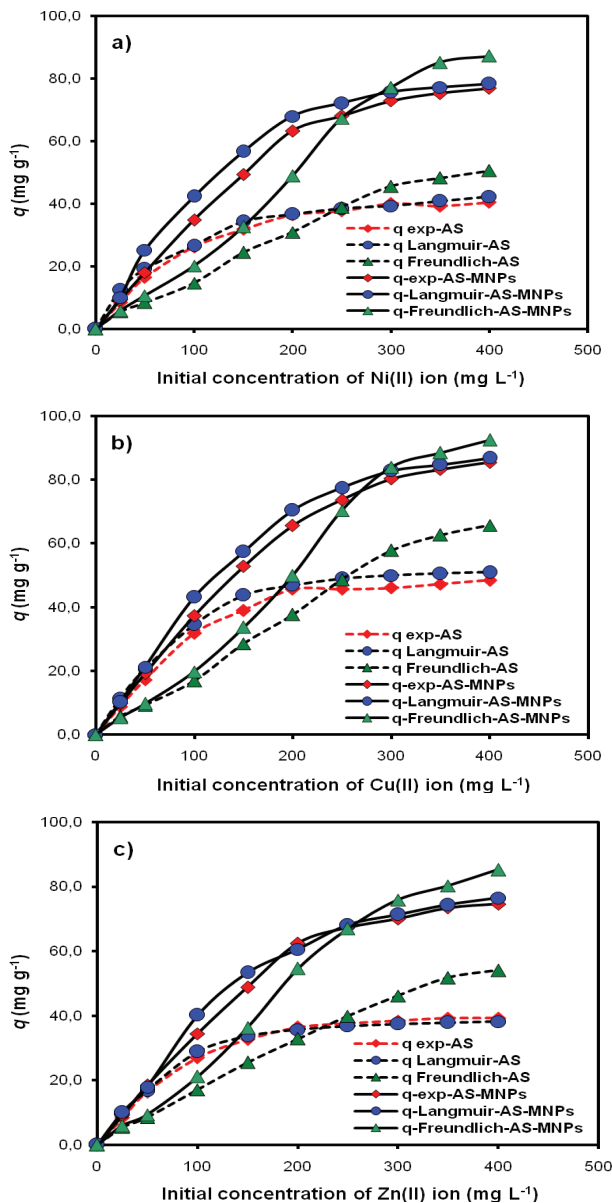 100,0
a)
80,0
60,0
40,0
20,0
0,0
q (mg g-1)
q exp-AS
q Langmuir-AS
q Freundlich-AS
q-exp-AS-MNPs
q-Langmuir-AS-MNPs
q-Freundlich-AS-MNPs
0 100 200 300 400 500
Initial concentration of Ni(II) ion (mg L-1)
100,0
b)
80,0
60,0
40,0
20,0
0,0
q (mg g-1)
q exp-AS
q Langmuir-AS
q Freundlich-AS
q-exp-AS-MNPs
q-Langmuir-AS-MNPs
q-Freundlich-AS-MNPs
0 100 200 300 400 500
Initial concentration of Cu(II) ion (mg L-1)
100,0
c)
80,0
60,0
40,0
20,0
0,0
q (mg g-1)
q exp-AS
q Langmuir-AS
q Freundlich-AS
q-exp-AS-MNPs
q-Langmuir-AS-MNPs
q-Freundlich-AS-MNPs
0 100 200 300 400 500
Initial concentration of Zn(II) ion (mg L-1)